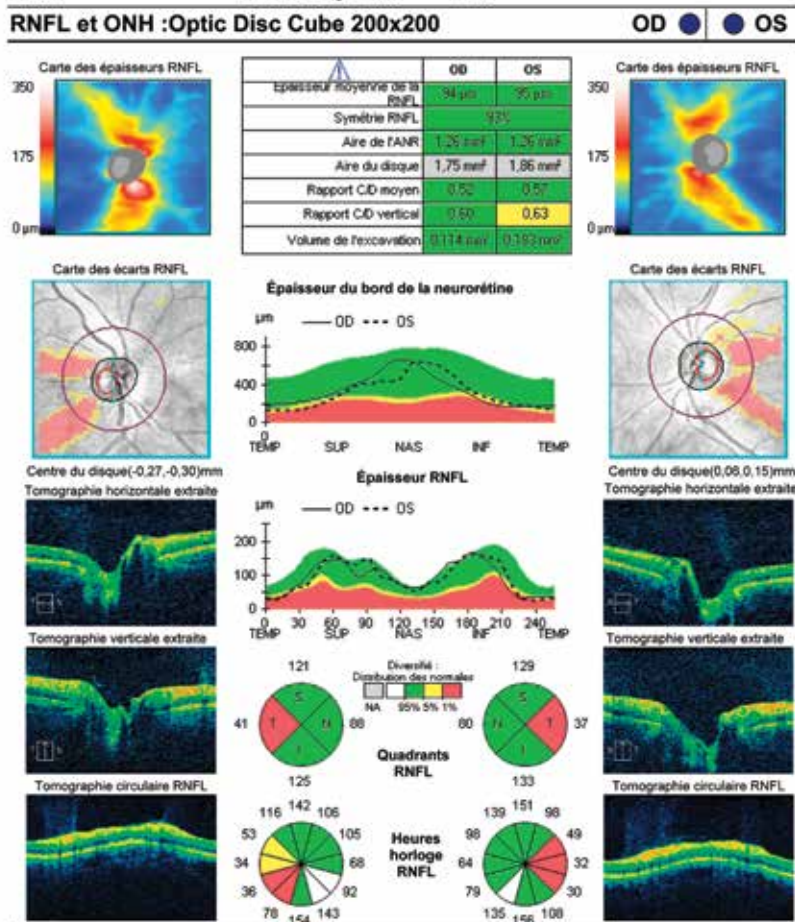 RNFL et ONH :Optic Disc Cube 200x200 OD OS
Carte des épaisseurs RNFL
350
175
0 µm
OD OS
Épaisseur moyenne de la RNFL 94 µm 95 µm
Symétrie RNFL 93%
Aire de l'ANR 1,26 mm² 1,26 mm²
Aire du disque 1,75 mm² 1,86 mm²
Rapport C/D moyen 0,52 0,57
Rapport C/D vertical 0,60 0,63
Volume de l'excavation 0,114 mm³ 0,193 mm³
Carte des épaisseurs RNFL
350
175
0 µm
Carte des écarts RNFL
Centre du disque(-0,27,-0,30)mm
Épaisseur du bord de la neurorétine
µm OD OS
800
400
0
0
TEMP SUP NAS INF TEMP
Carte des écarts RNFL
Centre du disque(0,06,0,15)mm
Tomographie horizontale extraite
Épaisseur RNFL
µm OD OS
200
100
0
0 30 60 90 120 150 180 210 240
TEMP SUP NAS INF TEMP
Tomographie horizontale extraite
Tomographie verticale extraite
121
41 S T N I 88
125
Diversifié :
Distribution des normales
NA 95% 5% 1%
Quadrants
RNFL
129
80 S N T I 37
133
Tomographie verticale extraite
Tomographie circulaire RNFL
142
116 106
53 105
34 68
36 92
78 143
154
Heures
horloge
RNFL
151
139 98
98 49
64 32
79 30
135 108
156
Tomographie circulaire RNFL